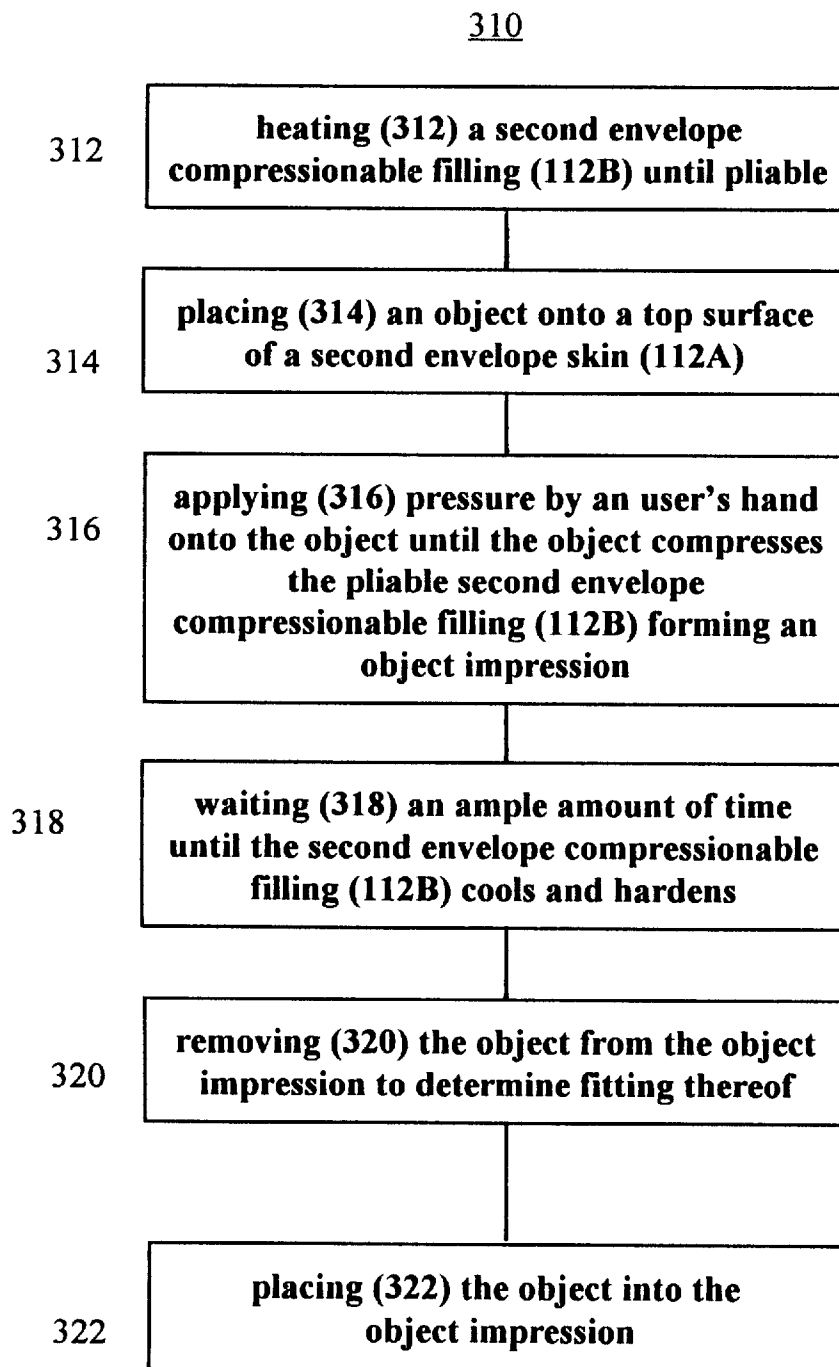 310
312
heating (312) a second envelope
compressionable filling (112B) until pliable
314
placing (314) an object onto a top surface
of a second envelope skin (112A)
316
applying (316) pressure by an user's hand
onto the object until the object compresses
the pliable second envelope
compressionable filling (112B) forming an
object impression
318
waiting (318) an ample amount of time
until the second envelope compressionable
filling (112B) cools and hardens
320
removing (320) the object from the object
impression to determine fitting thereof
322
placing (322) the object into the
object impression